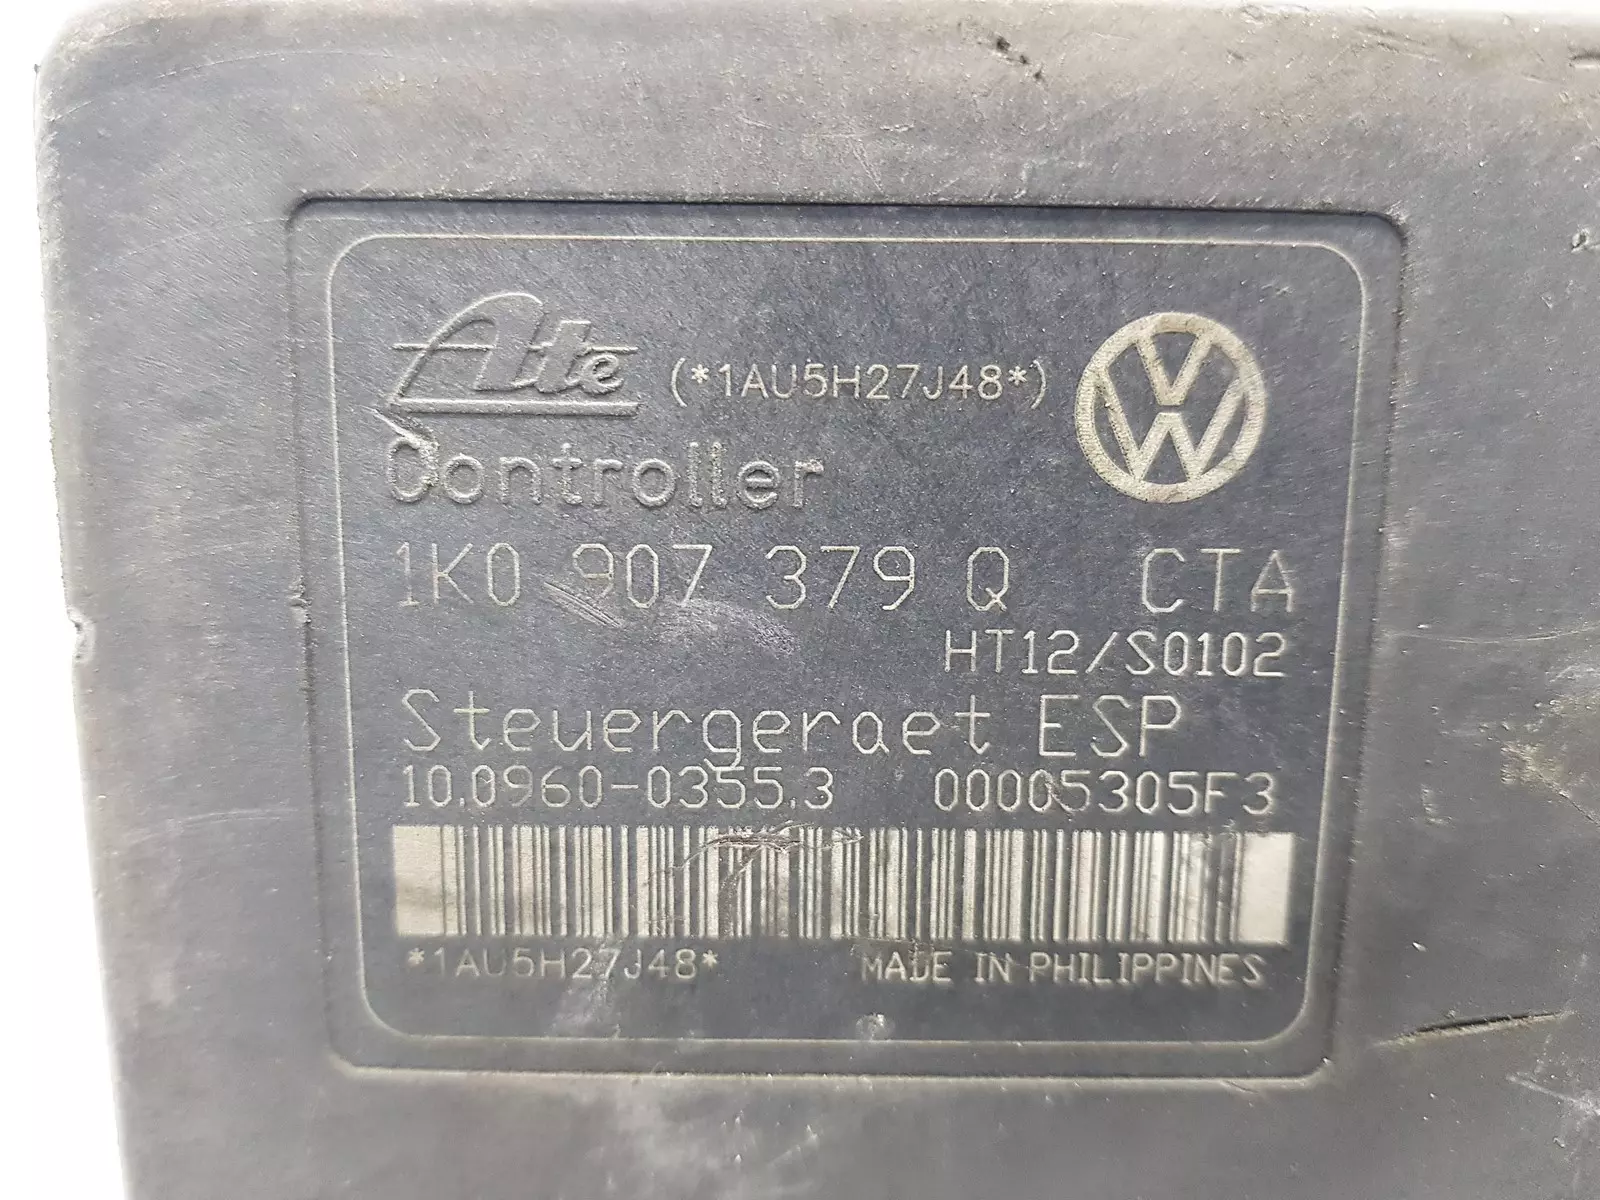 Ate (*1AU5H27J48*) VW
Controller
1K0 907 379 Q CTA
HT12/S0102
Steuergeraet ESP
10.0960-0355.3 00005305F3
*1AU5H27J48* MADE IN PHILIPPINES